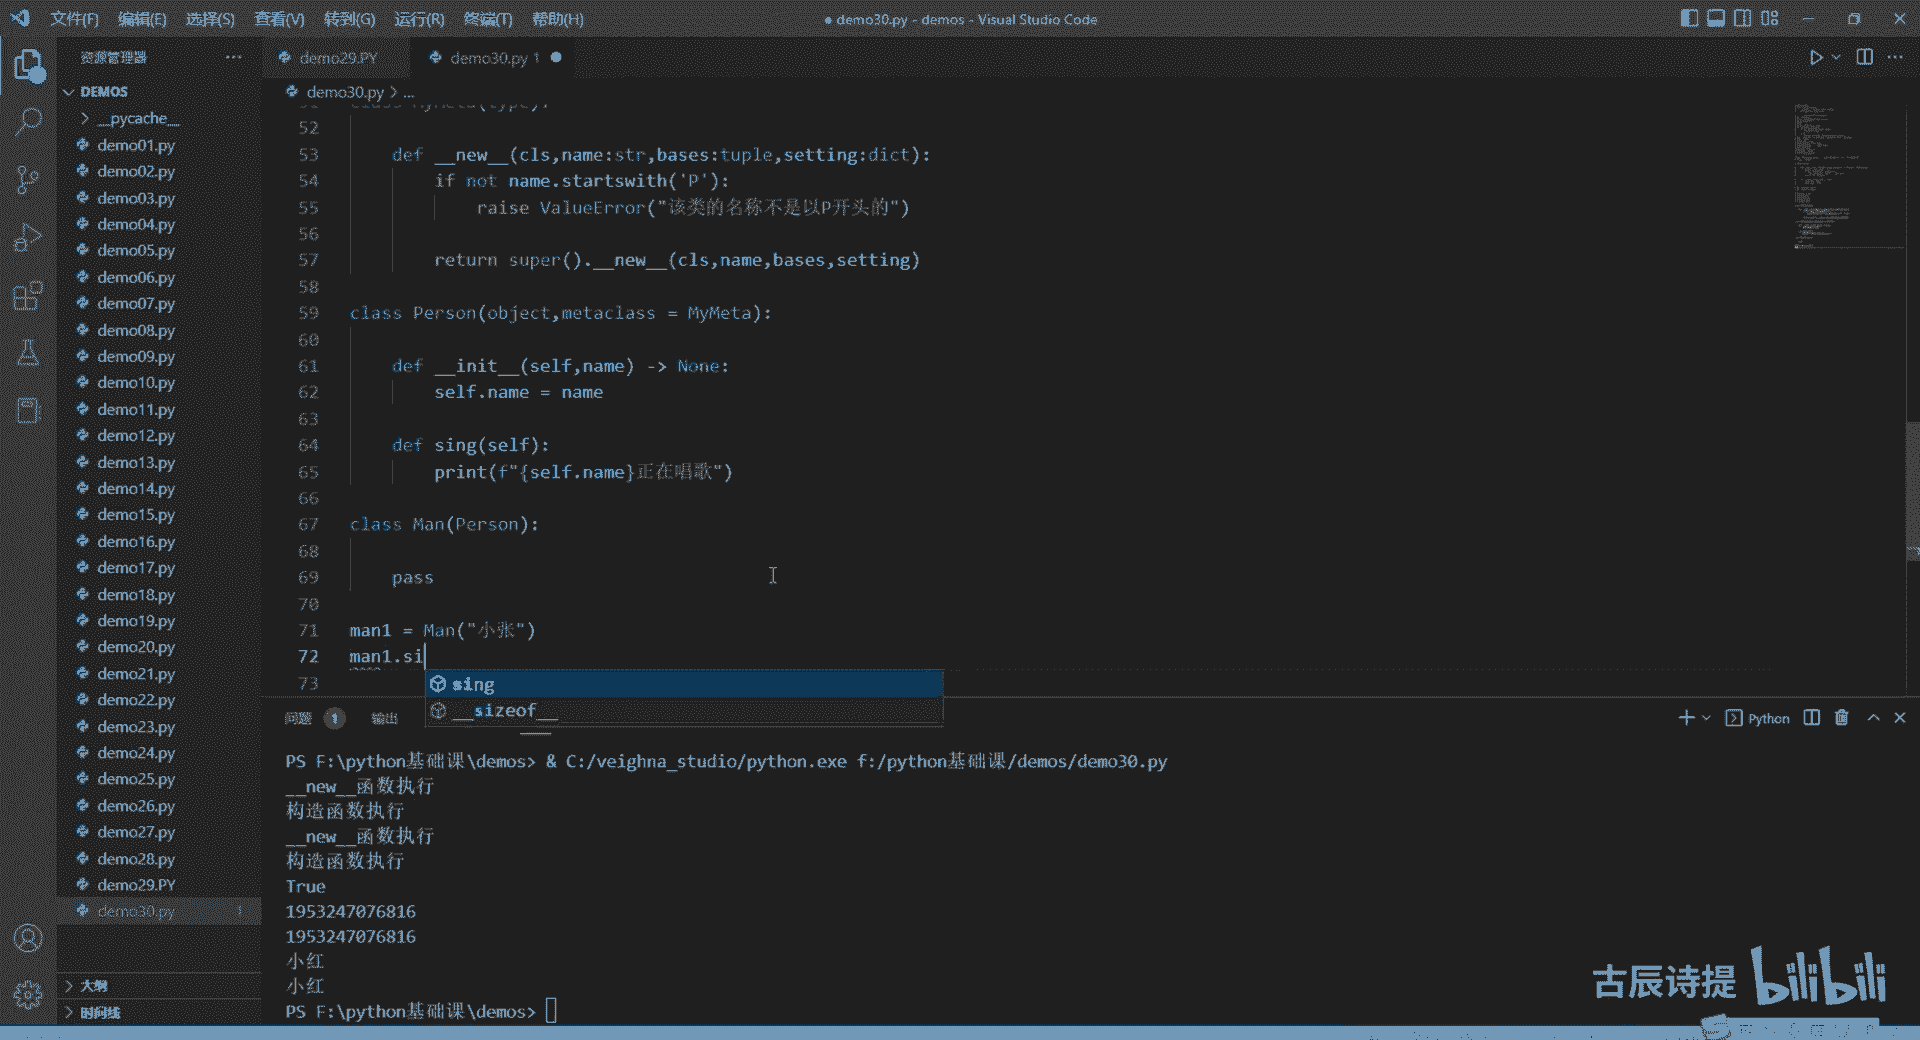 文件(F) 编辑(E) 选择(S) 查看(V) 转到(G) 运行(R) 终端(T) 帮助(H) ● demo30.py - demos - Visual Studio Code
资源管理器 ···
demo29.PY
demo30.py 1 ●
DEMOS
demo30.py > ...
__pycache__
demo01.py
demo02.py
demo03.py
demo04.py
demo05.py
demo06.py
demo07.py
demo08.py
demo09.py
demo10.py
demo11.py
demo12.py
demo13.py
demo14.py
demo15.py
demo16.py
demo17.py
demo18.py
demo19.py
demo20.py
demo21.py
demo22.py
demo23.py
demo24.py
demo25.py
demo26.py
demo27.py
demo28.py
demo29.PY
demo30.py 1
大纲
时间线
51 class MyMeta(type):
52
53 def __new__(cls,name:str,bases:tuple,setting:dict):
54 if not name.startswith('P'):
55 raise ValueError("该类的名称不是以P开头的")
56
57 return super().__new__(cls,name,bases,setting)
58
59 class Person(object,metaclass = MyMeta):
60
61 def __init__(self,name) -> None:
62 self.name = name
63
64 def sing(self):
65 print(f"{self.name}正在唱歌")
66
67 class Man(Person):
68
69 pass
70
71 man1 = Man("小张")
72 man1.si
73
sing
__sizeof__
问题 1 输出
Python
PS F:\python基础课\demos> & C:/veighna_studio/python.exe f:/python基础课/demos/demo30.py
__new__函数执行
构造函数执行
__new__函数执行
构造函数执行
True
1953247076816
1953247076816
小红
小红
PS F:\python基础课\demos>
古辰诗提 bilibili